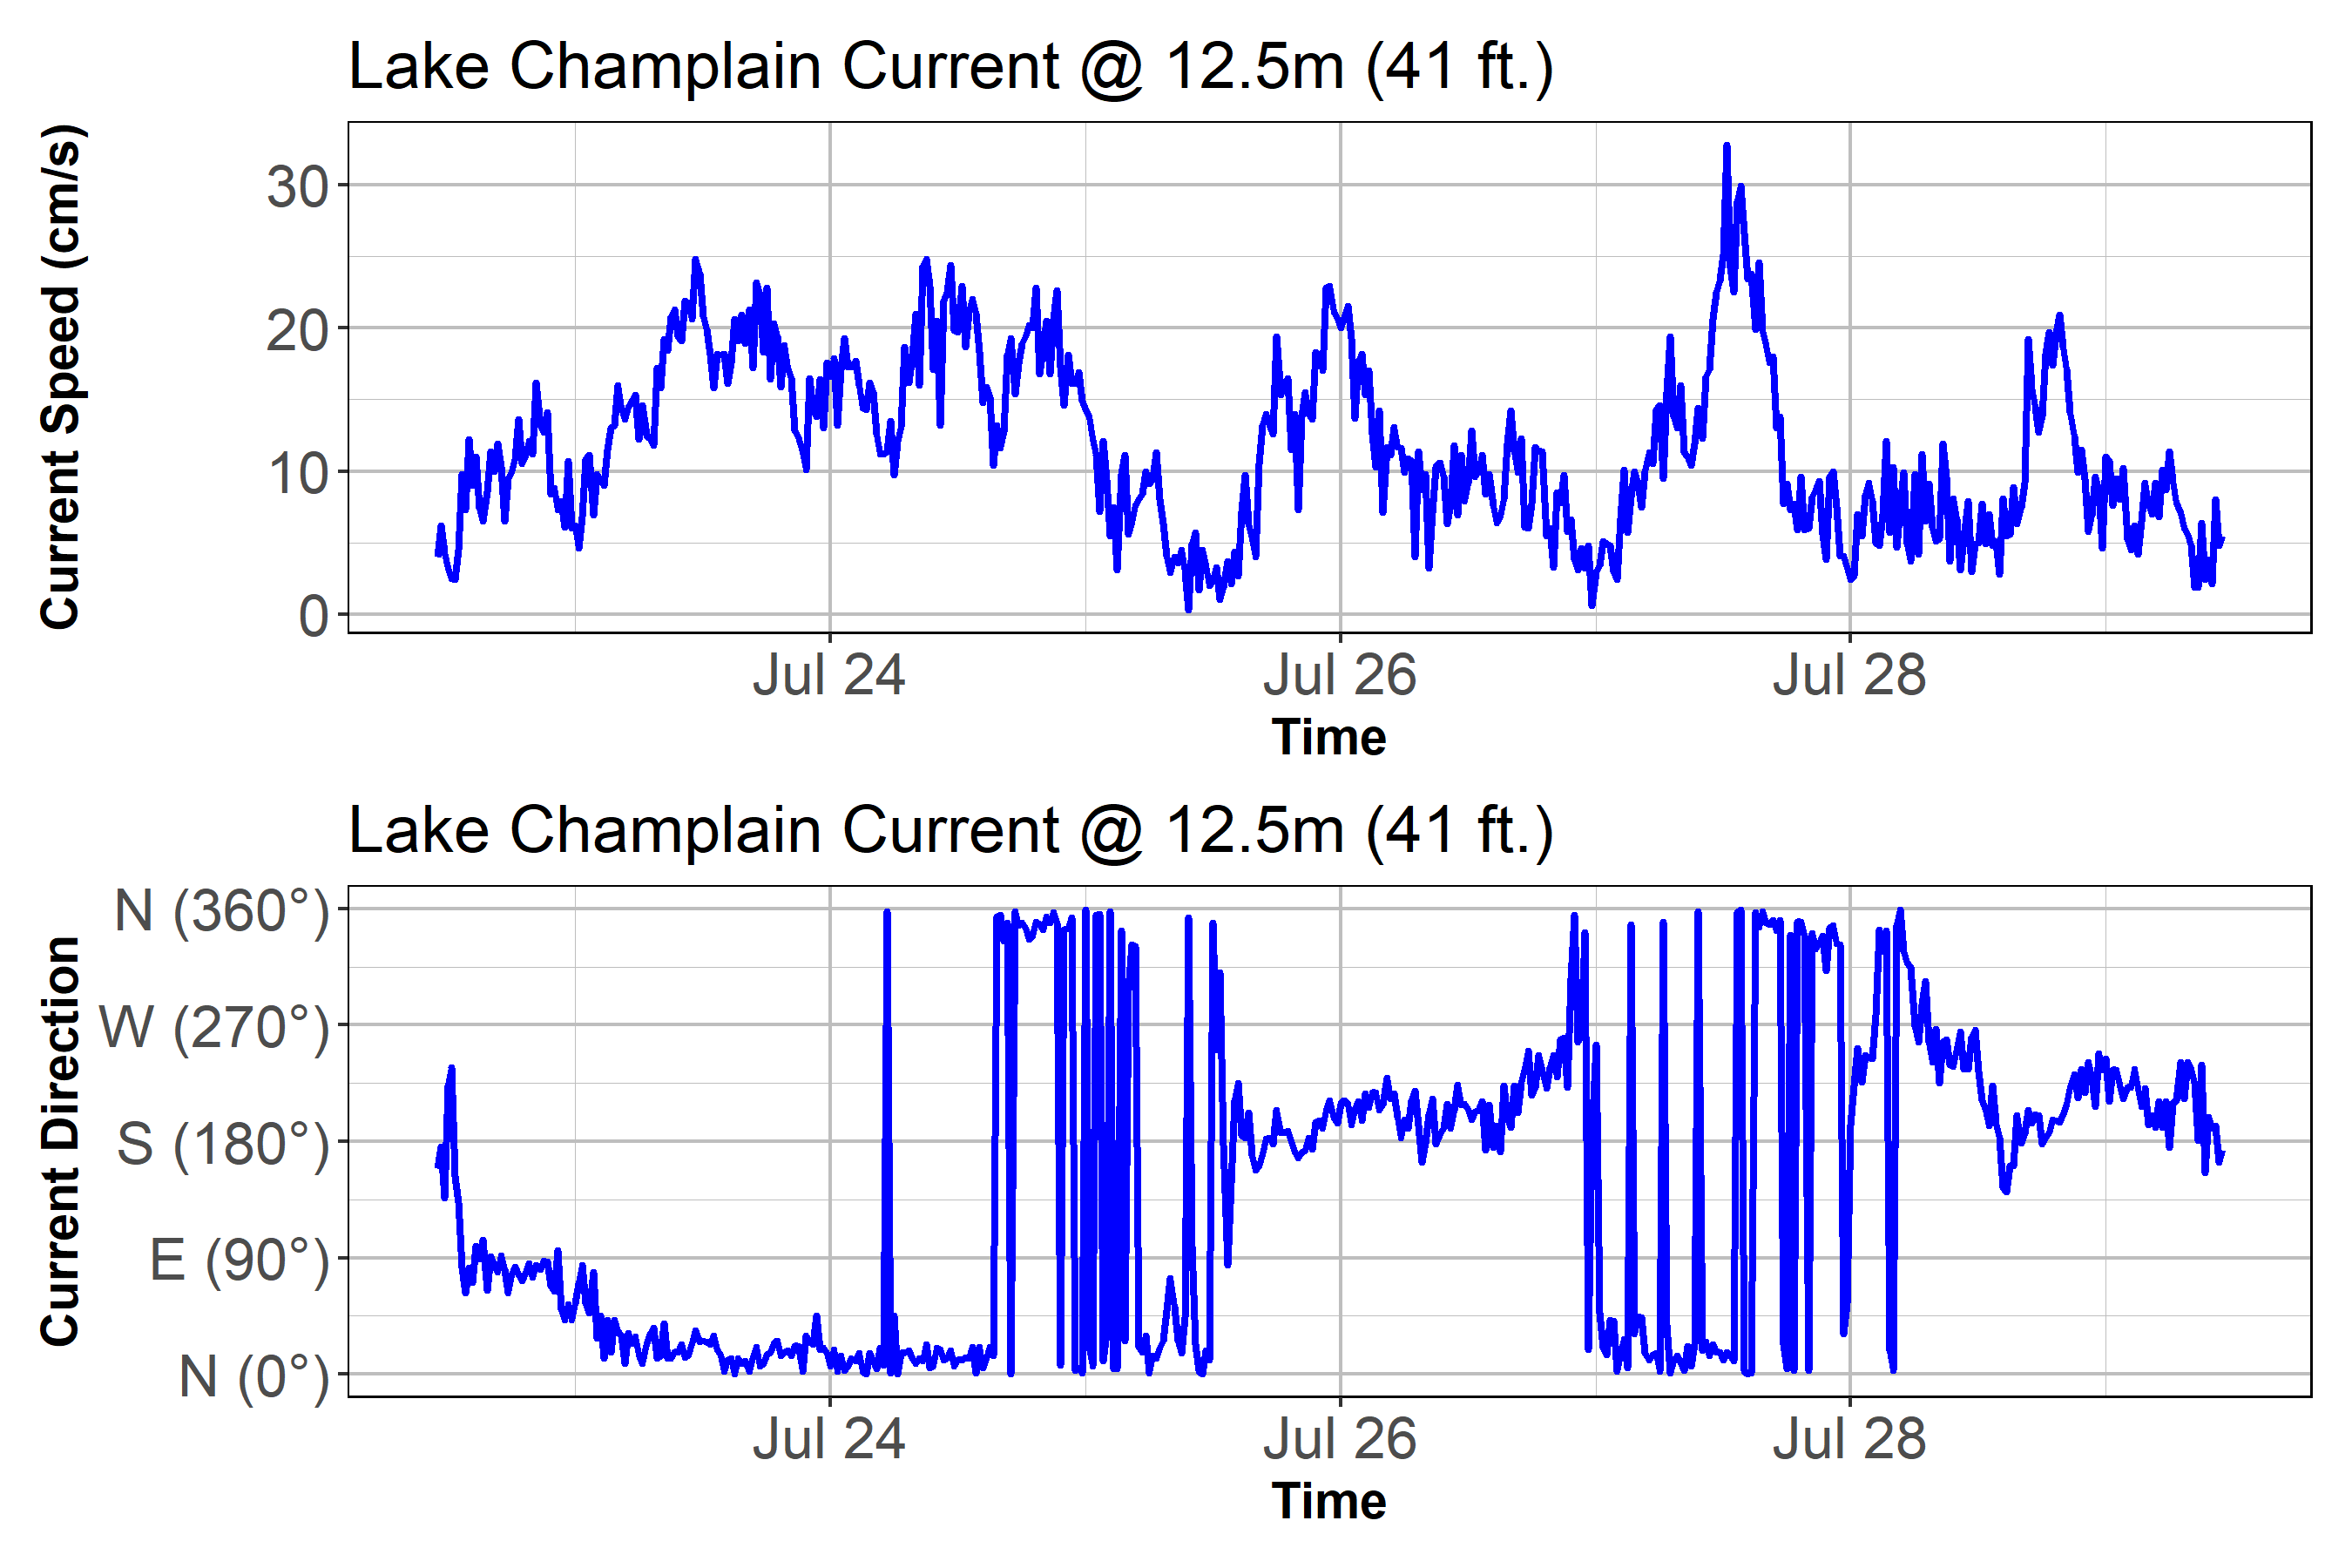 Lake Champlain Current @ 12.5m (41 ft.)
Current Speed (cm/s)
30
20
10
0
Jul 24 Jul 26 Jul 28
Time
Lake Champlain Current @ 12.5m (41 ft.)
Current Direction
N (360°)
W (270°)
S (180°)
E (90°)
N (0°)
Jul 24 Jul 26 Jul 28
Time